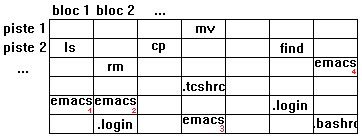 bloc 1 bloc 2 ...
piste 1 mv
piste 2 ls cp find
... rm emacs 4
.tcshrc
emacs 4 emacs 2 .login
.login emacs 3 .bashrc